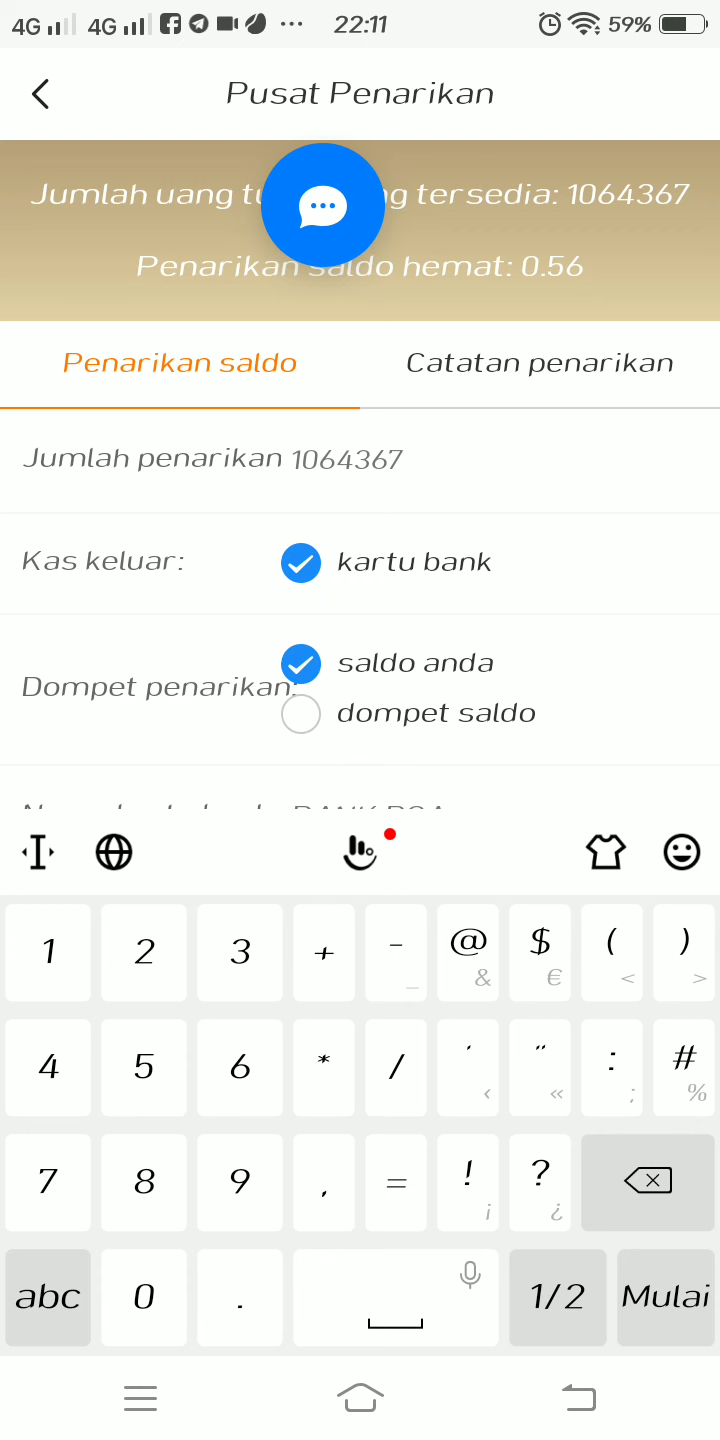 4G 4G 22:11 59%
Pusat Penarikan
Jumlah uang tersedia: 1064367
Penarikan saldo hemat: 0.56
Penarikan saldo Catatan penarikan
Jumlah penarikan 1064367
Kas keluar: kartu bank
saldo anda
Dompet penarikan:
dompet saldo
1 2 3 + - _ @ & $ € ( < ) >
4 5 6 * / ' ‹ " « : ; # %
7 8 9 , = ! ¡ ? ¿
abc 0 . 1/2 Mulai